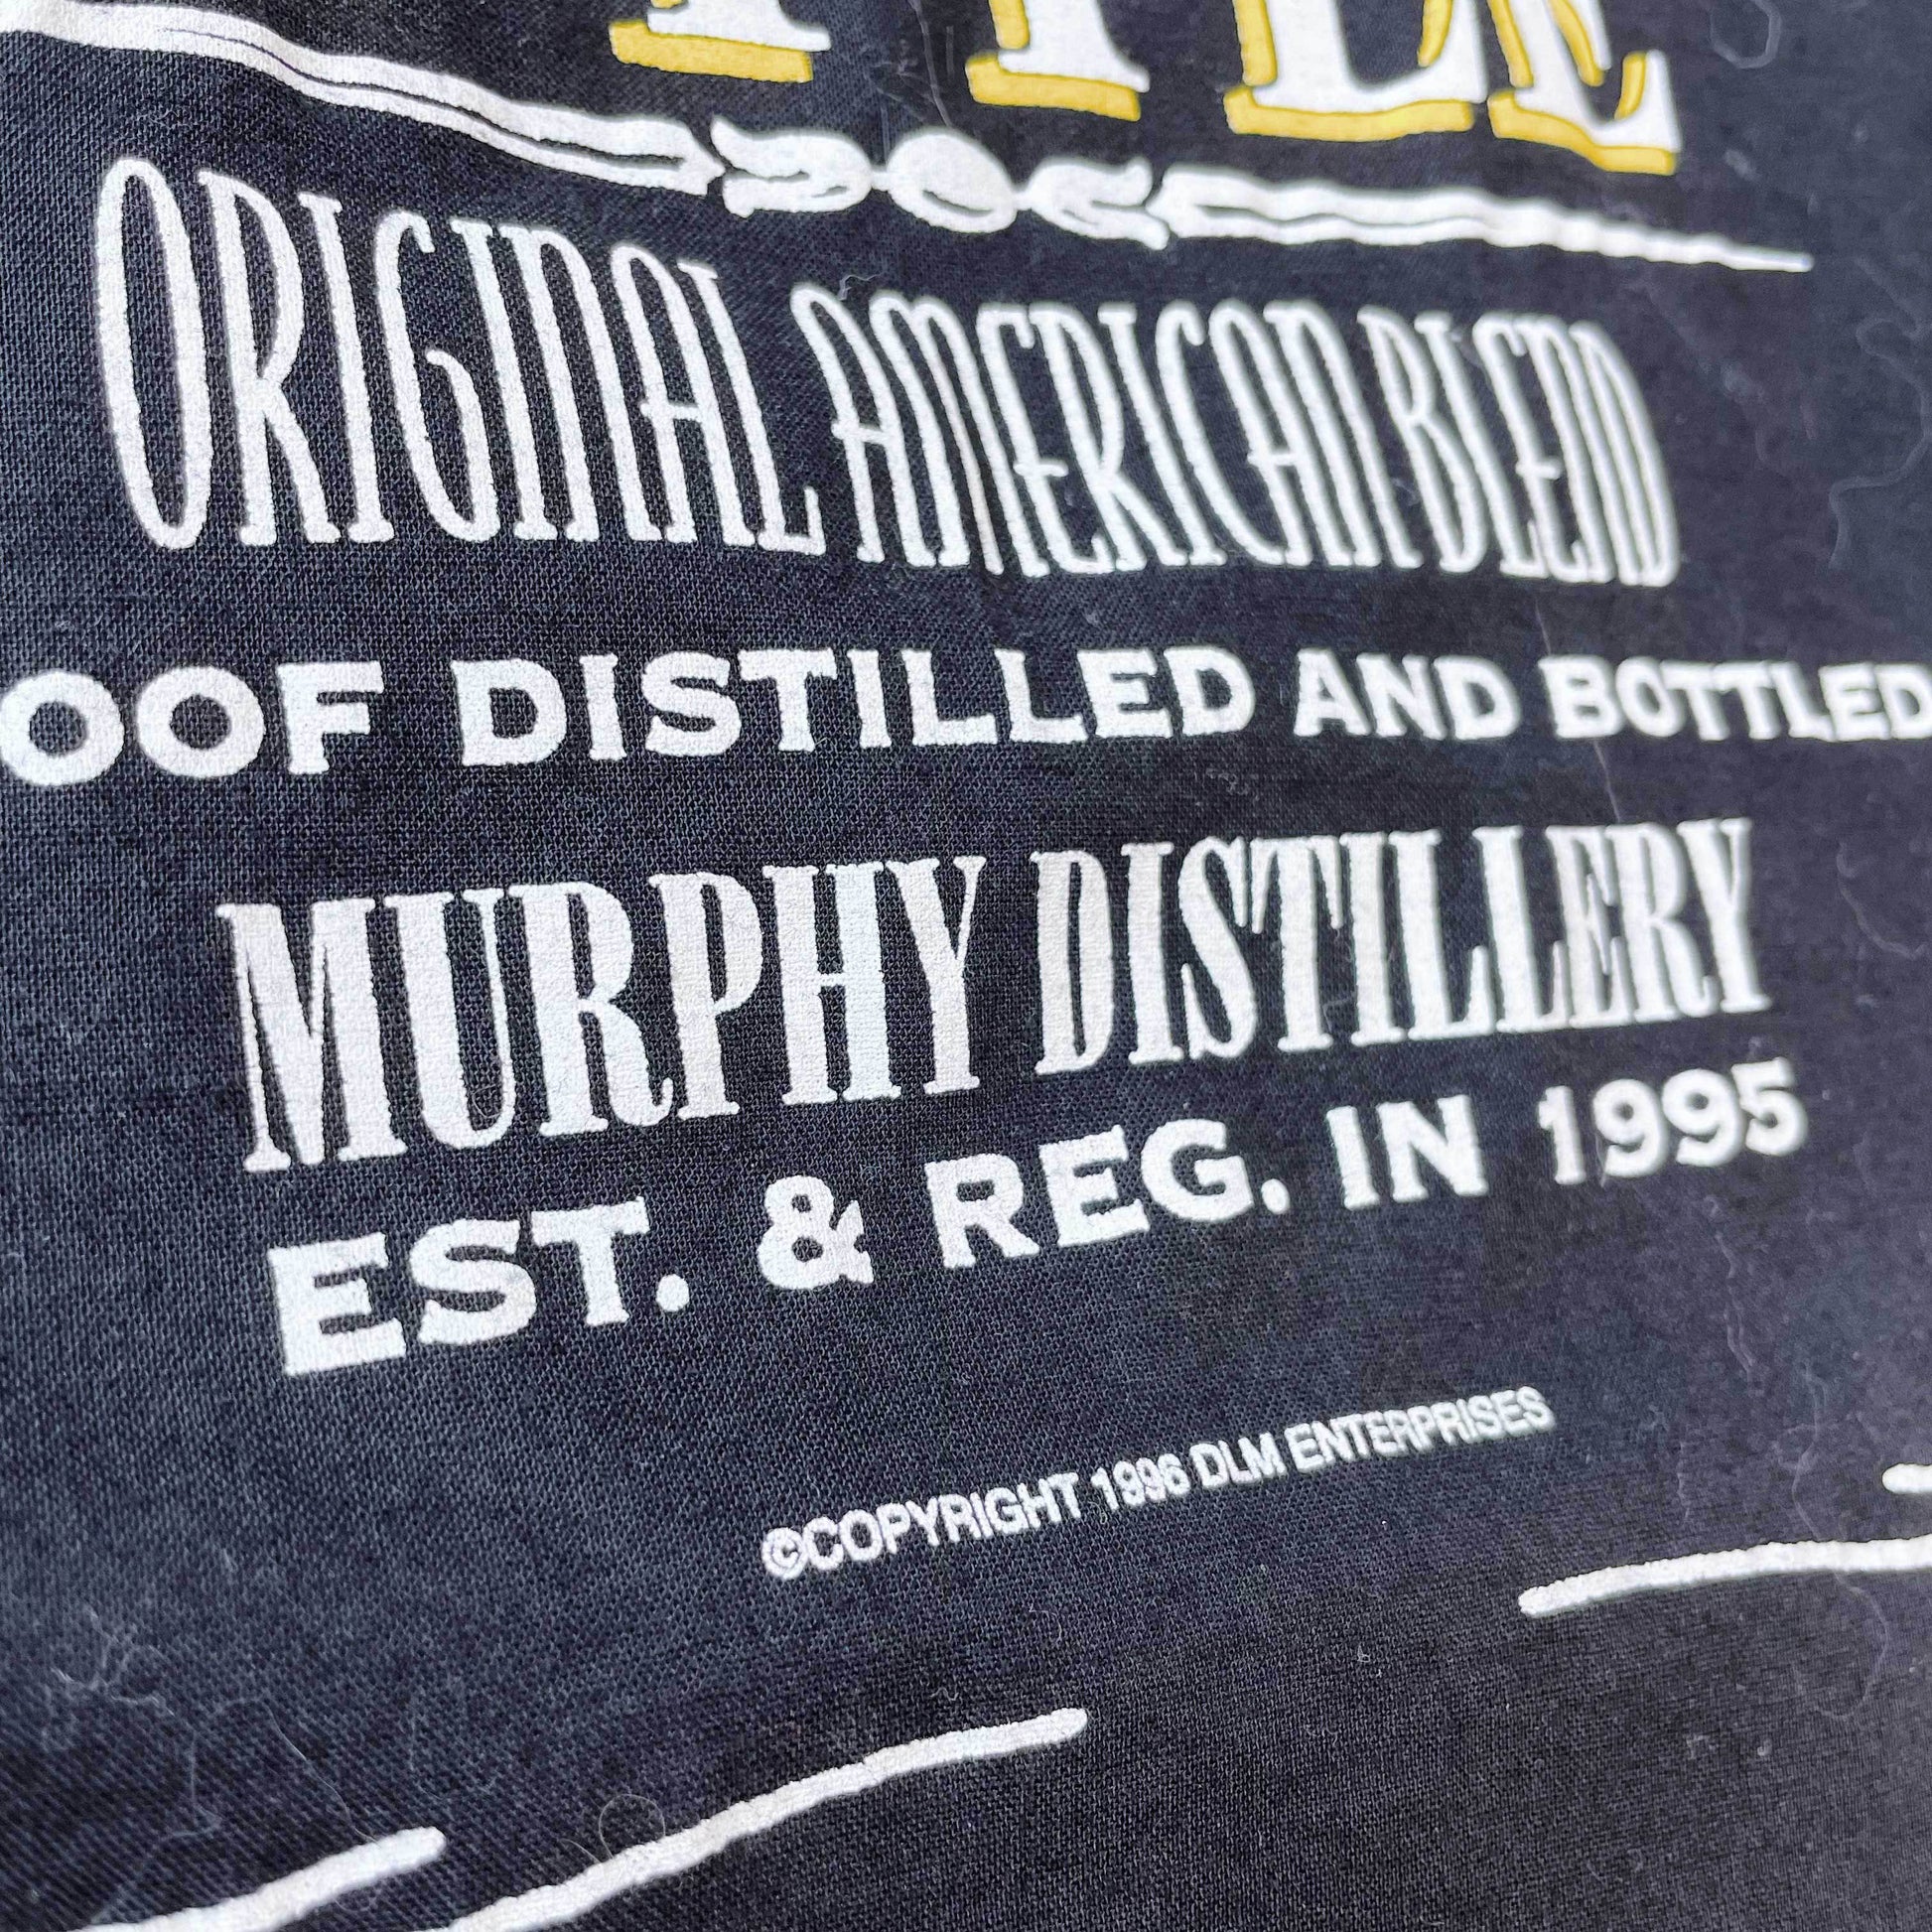 ORIGINAL AMERICAN BLEND
OOF DISTILLED AND BOTTLED
MURPHY DISTILLERY
EST. & REG. IN 1995
©COPYRIGHT 1996 DLM ENTERPRISES